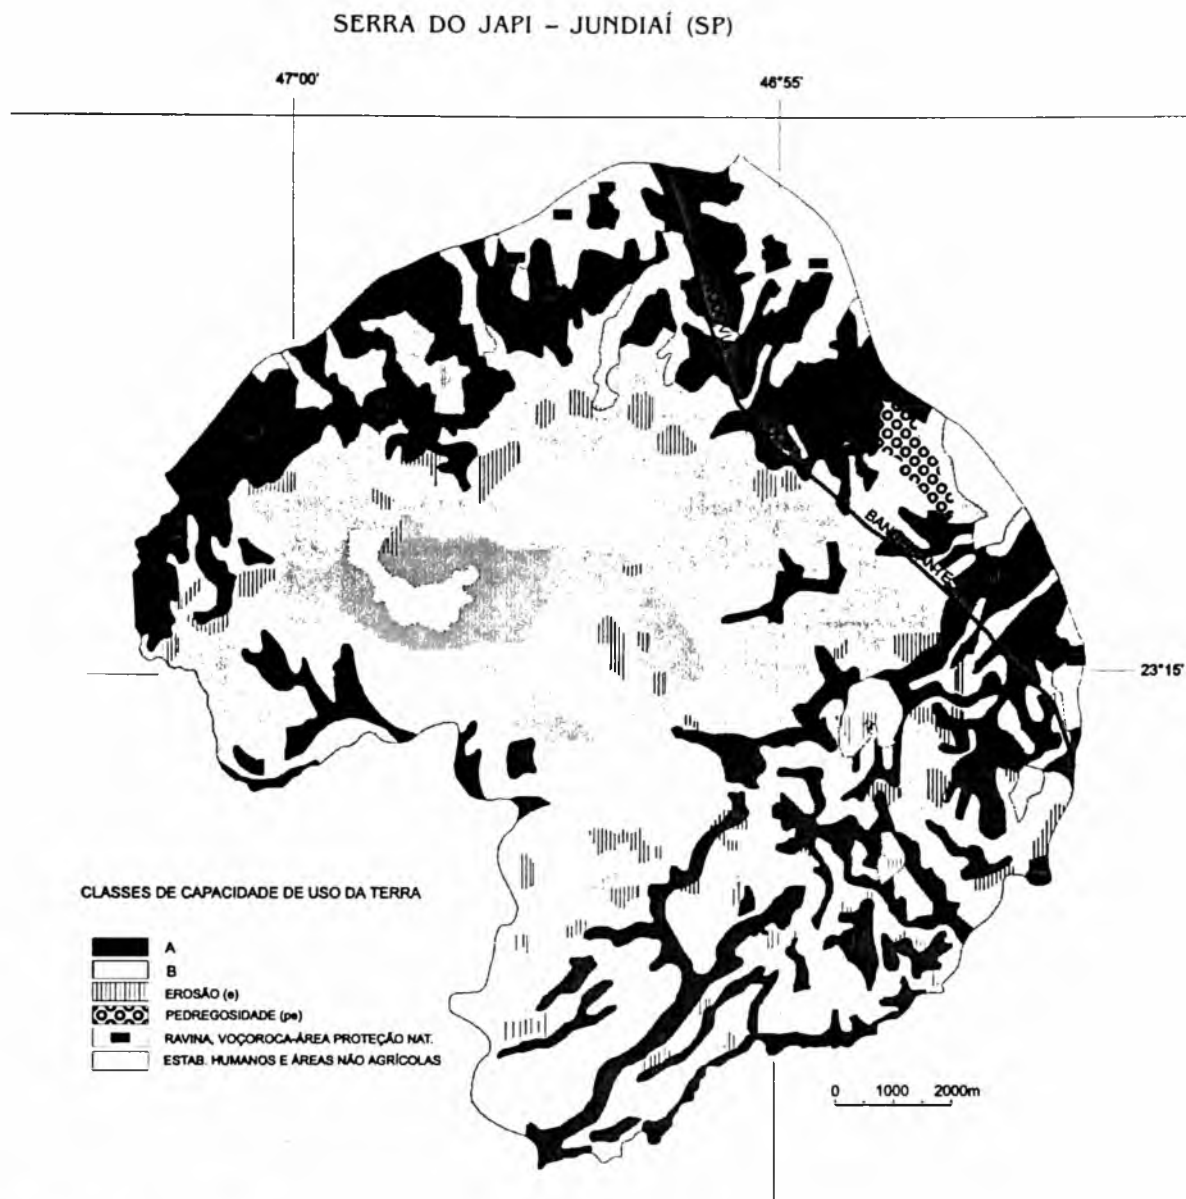 SERRA DO JAPI – JUNDIAÍ (SP)
47°00'
46°55'
BANDEIRANTE
23°15'
CLASSES DE CAPACIDADE DE USO DA TERRA
A
B
EROSÃO (e)
PEDREGOSIDADE (pe)
RAVINA, VOÇOROCA-ÁREA PROTEÇÃO NAT.
ESTAB. HUMANOS E ÁREAS NÃO AGRÍCOLAS
0 1000 2000m